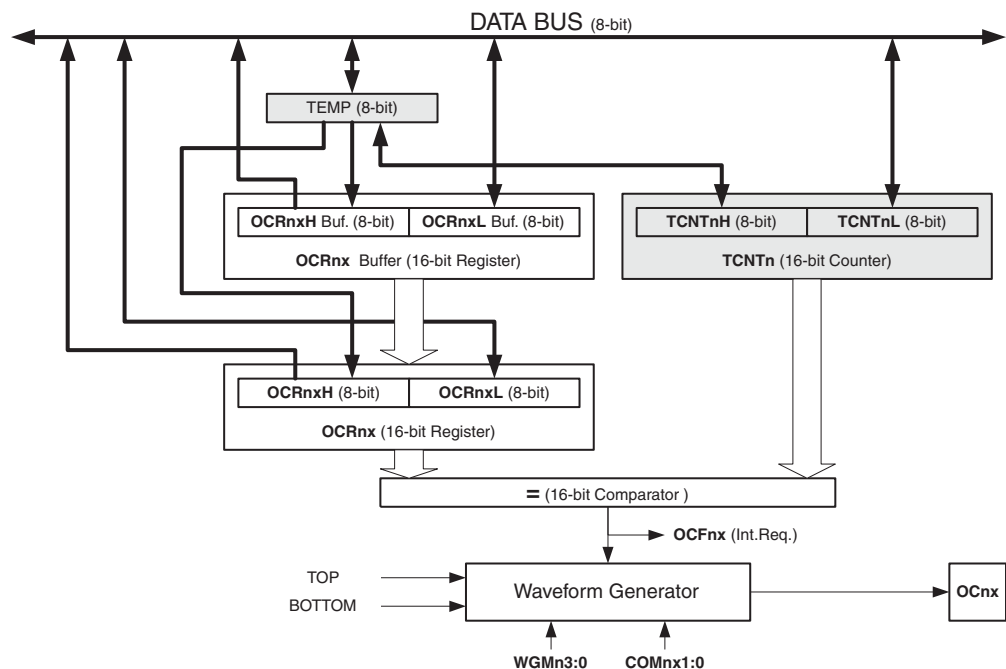 DATA BUS (8-bit)
TEMP (8-bit)
OCRnxH Buf. (8-bit) OCRnxL Buf. (8-bit)
OCRnx Buffer (16-bit Register)
TCNTnH (8-bit) TCNTnL (8-bit)
TCNTn (16-bit Counter)
OCRnxH (8-bit) OCRnxL (8-bit)
OCRnx (16-bit Register)
= (16-bit Comparator )
OCFnx (Int.Req.)
TOP
BOTTOM
Waveform Generator
OCnx
WGMn3:0 COMnx1:0